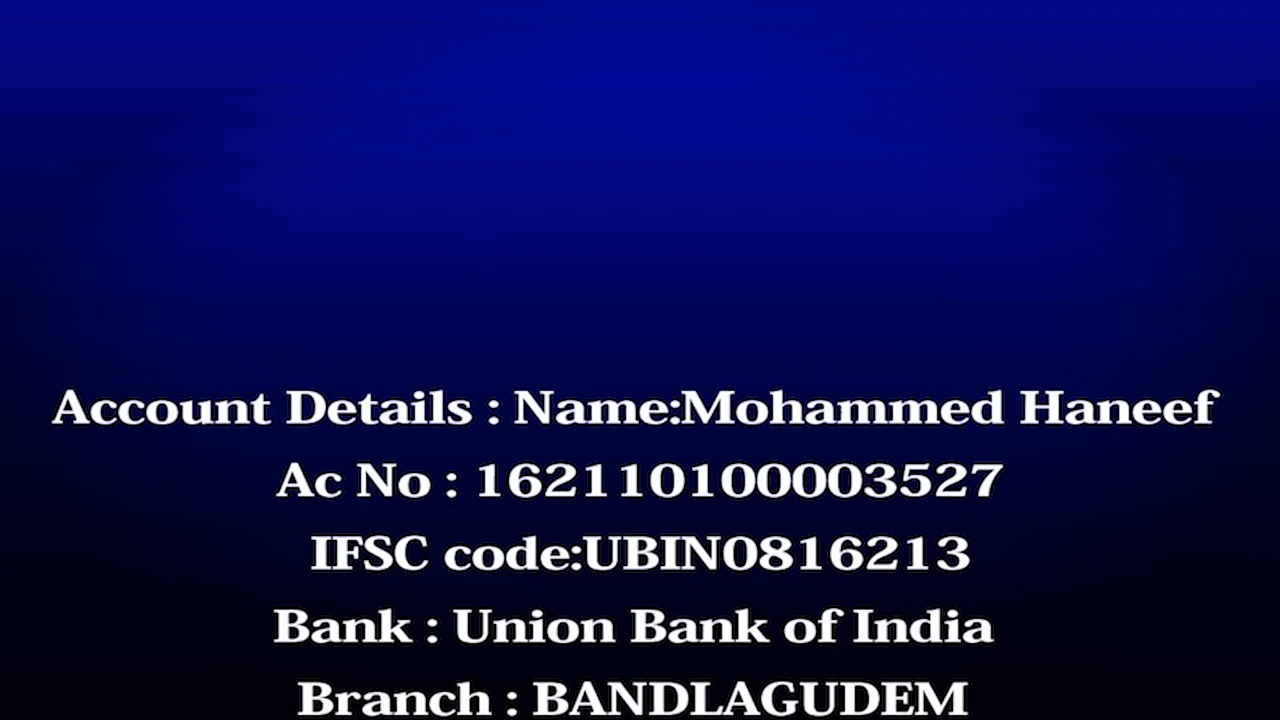 Account Details : Name:Mohammed Haneef
Ac No : 162110100003527
IFSC code:UBIN0816213
Bank : Union Bank of India
Branch : BANDLAGUDEM